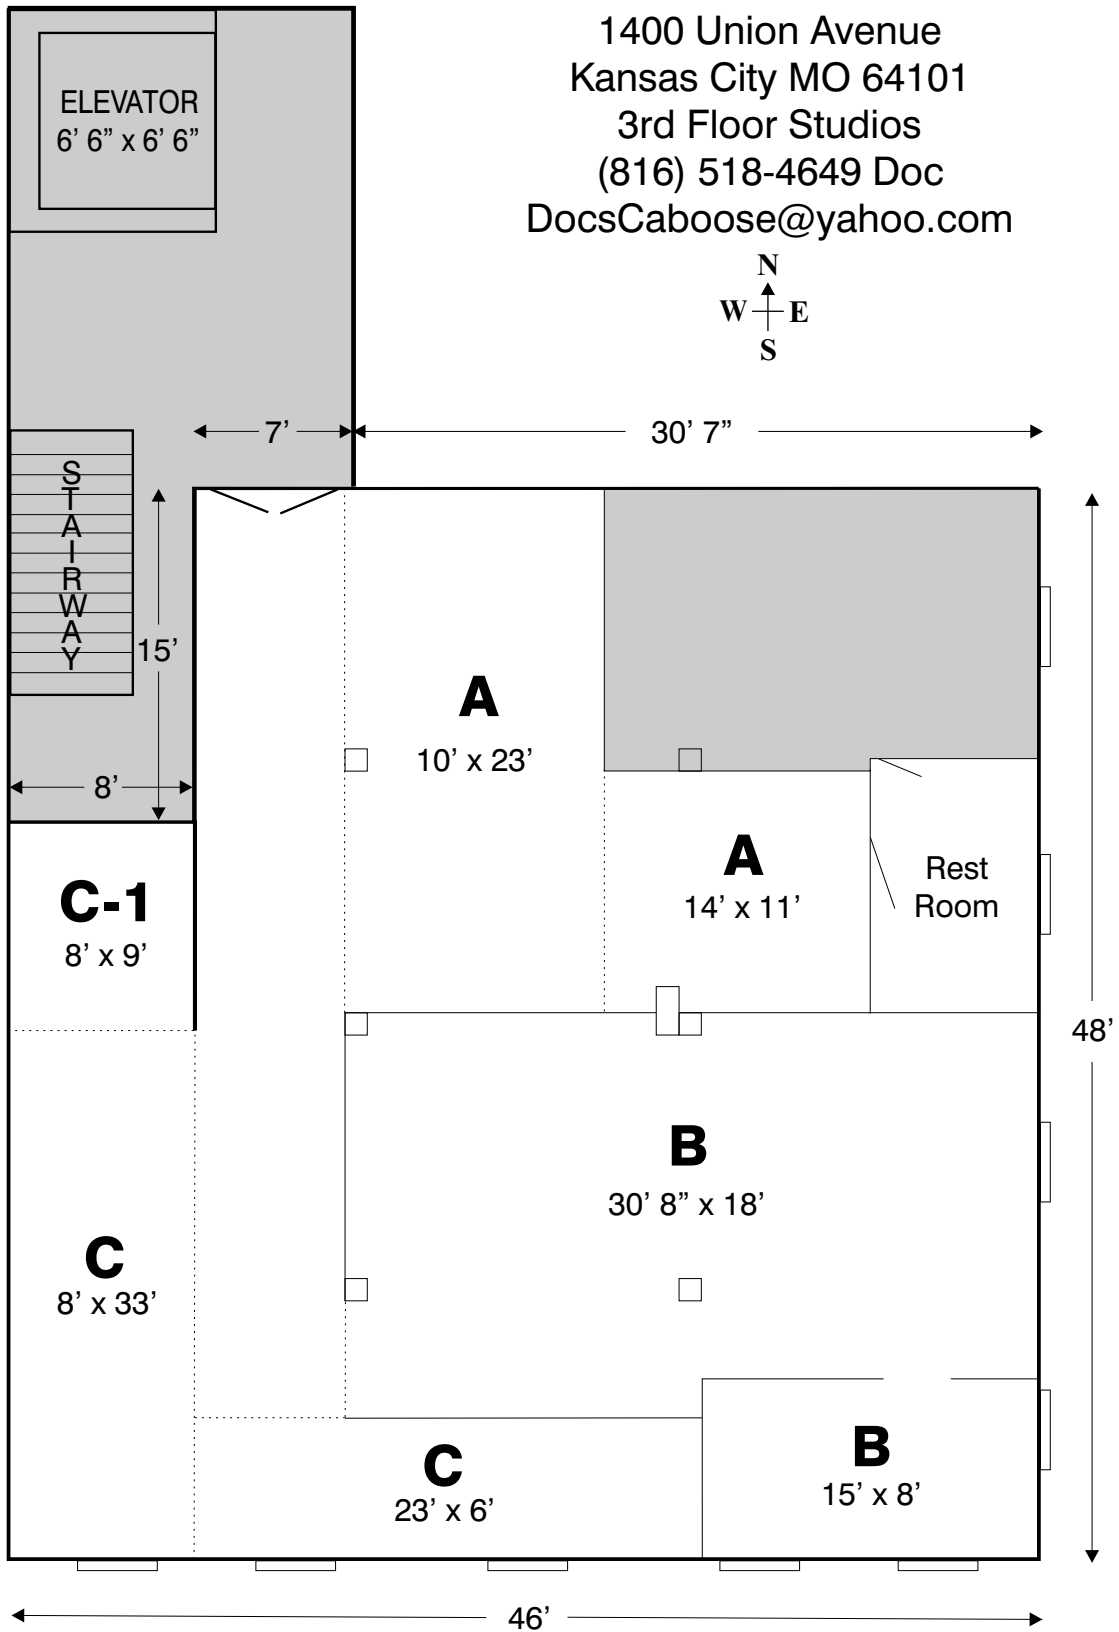 1400 Union Avenue
Kansas City MO 64101
3rd Floor Studios
(816) 518-4649 Doc
DocsCaboose@yahoo.com
ELEVATOR
6’ 6” x 6’ 6”
N
W E
S
7’
30’ 7”
STAIRWAY
15’
8’
A
10’ x 23’
A
14’ x 11’
Rest
Room
C-1
8’ x 9’
48’
B
30’ 8” x 18’
C
8’ x 33’
C
23’ x 6’
B
15’ x 8’
46’